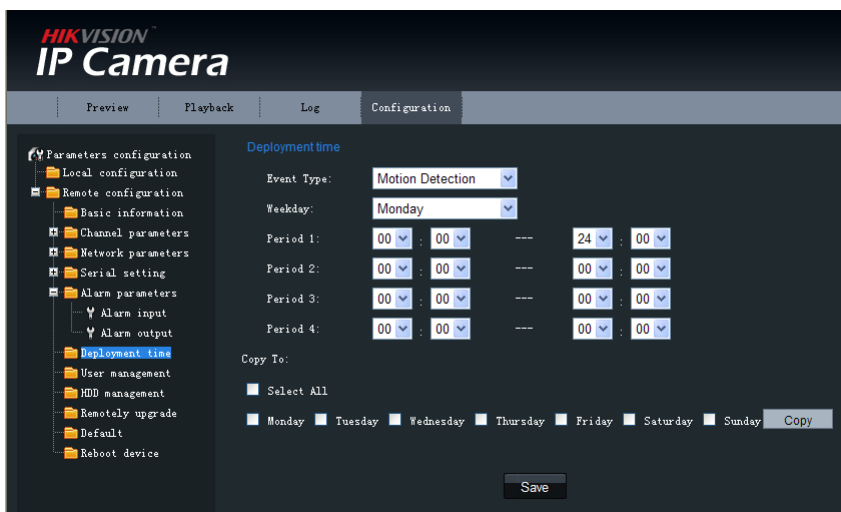 HIKVISION™
IP Camera
Preview Playback Log Configuration
Parameters configuration
Local configuration
Remote configuration
Basic information
Channel parameters
Network parameters
Serial setting
Alarm parameters
Alarm input
Alarm output
Deployment time
User management
HDD management
Remotely upgrade
Default
Reboot device
Deployment time
Event Type: Motion Detection
Weekday: Monday
Period 1: 00 : 00 --- 24 : 00
Period 2: 00 : 00 --- 00 : 00
Period 3: 00 : 00 --- 00 : 00
Period 4: 00 : 00 --- 00 : 00
Copy To:
Select All
Monday Tuesday Wednesday Thursday Friday Saturday Sunday Copy
Save